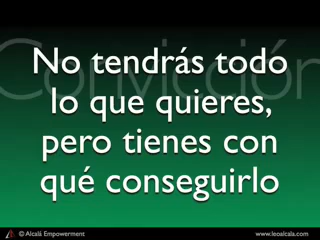 Convicción
No tendrás todo
lo que quieres,
pero tienes con
qué conseguirlo
© Alcalá Empowerment
www.leoalcala.com